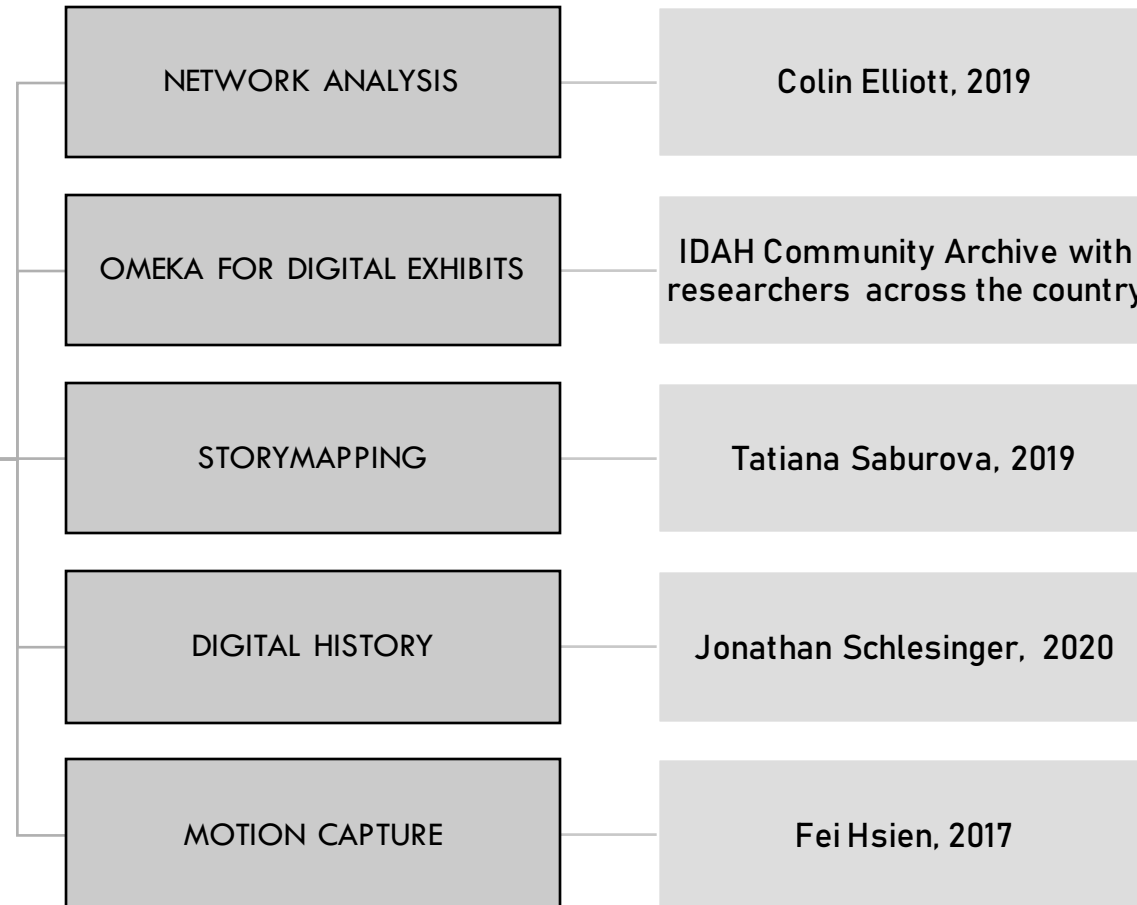 NETWORK ANALYSIS
Colin Elliott, 2019
OMEKA FOR DIGITAL EXHIBITS
IDAH Community Archive with
researchers across the country
STORYMAPPING
Tatiana Saburova, 2019
DIGITAL HISTORY
Jonathan Schlesinger, 2020
MOTION CAPTURE
Fei Hsien, 2017